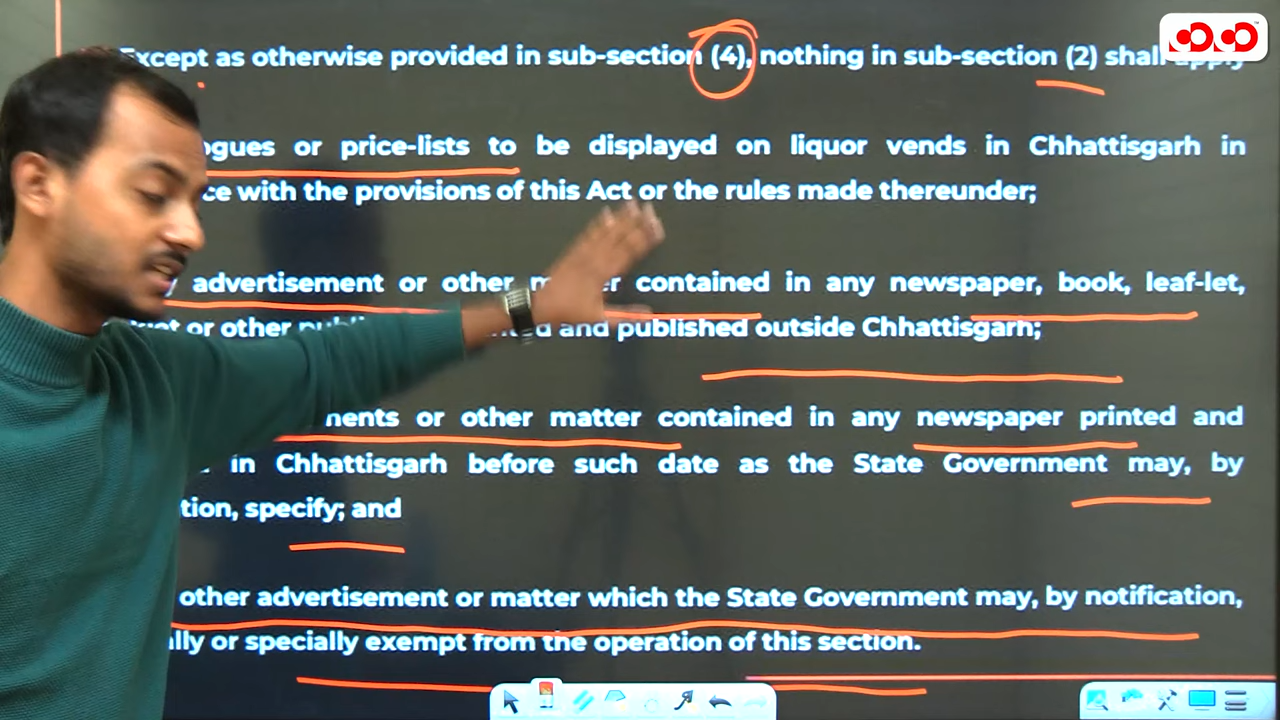 Except as otherwise provided in sub-section (4), nothing in sub-section (2) shall apply
or price-lists to be displayed on liquor vends in Chhattisgarh in
with the provisions of this Act or the rules made thereunder;
advertisement or other contained in any newspaper, book, leaf-let,
or other and published outside Chhattisgarh;
or other matter contained in any newspaper printed and
in Chhattisgarh before such date as the State Government may, by
specify; and
other advertisement or matter which the State Government may, by notification,
or specially exempt from the operation of this section.